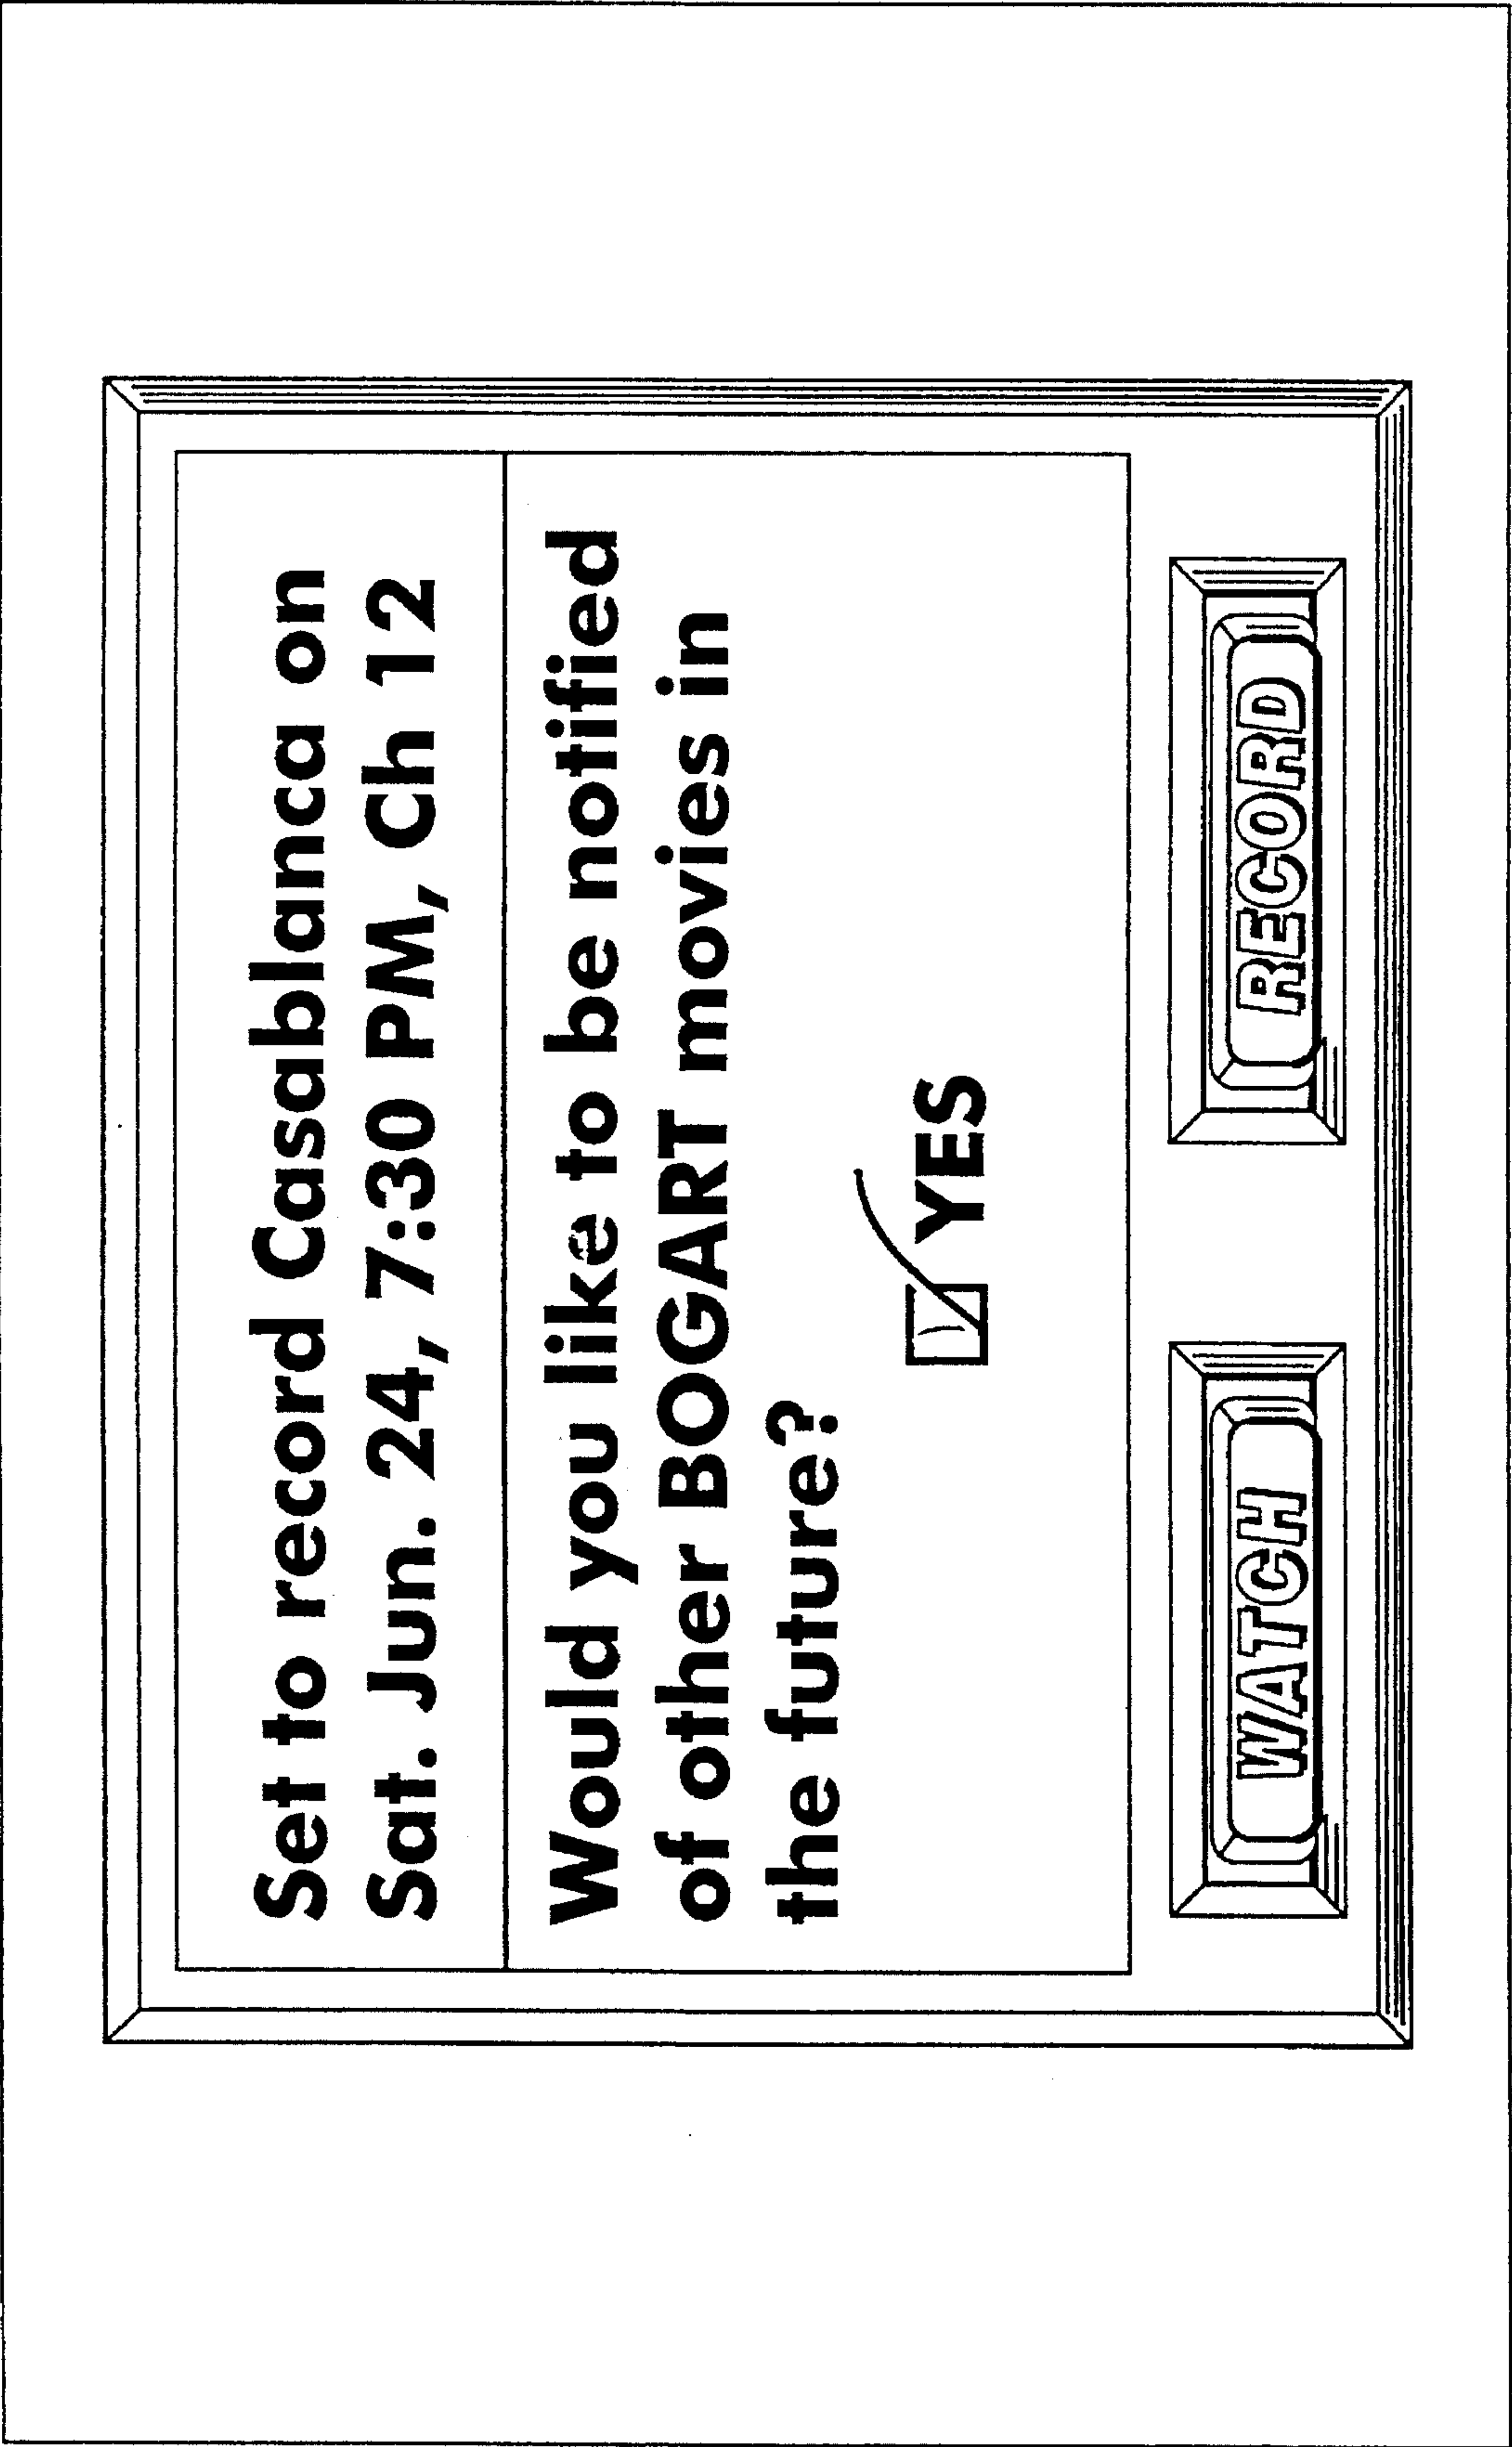 Set to record Casablanca on
Sat. Jun. 24, 7:30 PM, Ch 12
Would you like to be notified
of other BOGART movies in
the future?
YES
WATCH
RECORD